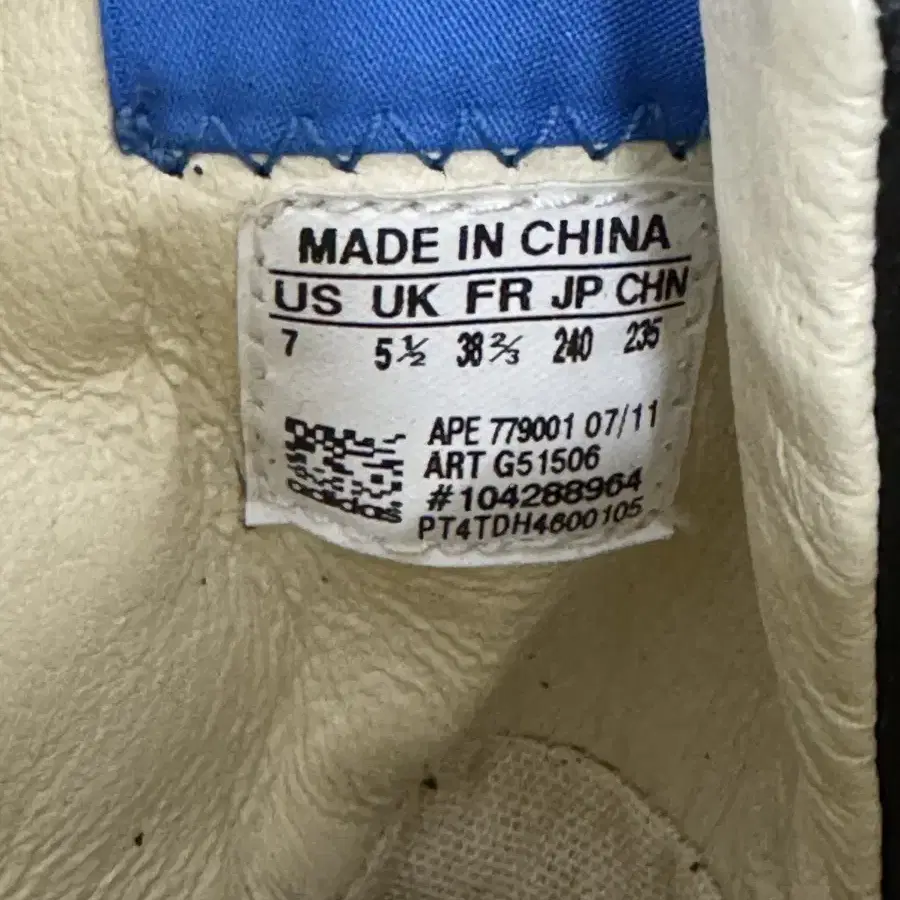 MADE IN CHINA
US UK FR JP CHN
7 5½ 38⅔ 240 235
APE 779001 07/11
ART G51506
#104288964
PT4TDH4600105
adidas